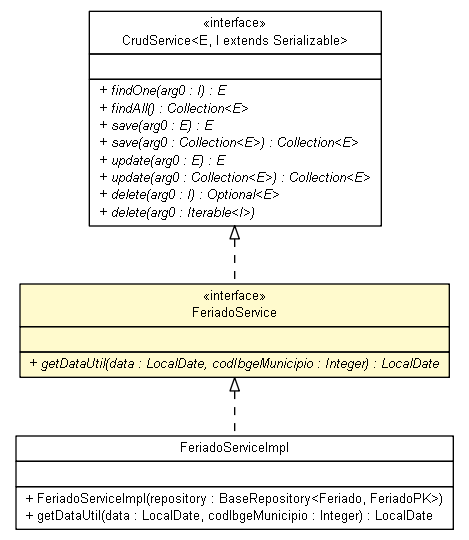 «interface»
CrudService<E, I extends Serializable>
+ findOne(arg0 : I) : E
+ findAll() : Collection<E>
+ save(arg0 : E) : E
+ save(arg0 : Collection<E>) : Collection<E>
+ update(arg0 : E) : E
+ update(arg0 : Collection<E>) : Collection<E>
+ delete(arg0 : I) : Optional<E>
+ delete(arg0 : Iterable<I>)
«interface»
FeriadoService
+ getDataUtil(data : LocalDate, codIbgeMunicipio : Integer) : LocalDate
FeriadoServiceImpl
+ FeriadoServiceImpl(repository : BaseRepository<Feriado, FeriadoPK>)
+ getDataUtil(data : LocalDate, codIbgeMunicipio : Integer) : LocalDate